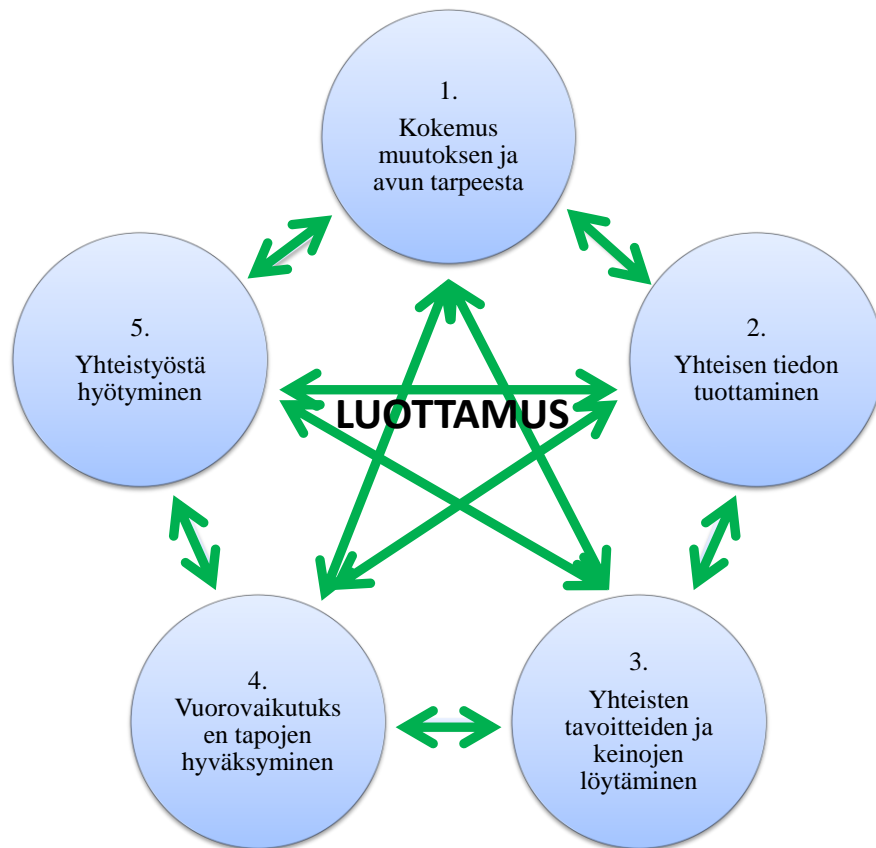 1.
Kokemus
muutoksen ja
avun tarpeesta
5.
Yhteistyöstä
hyötyminen
2.
Yhteisen tiedon
tuottaminen
LUOTTAMUS
4.
Vuorovaikutuks
en tapojen
hyväksyminen
3.
Yhteisten
tavoitteiden ja
keinojen
löytäminen